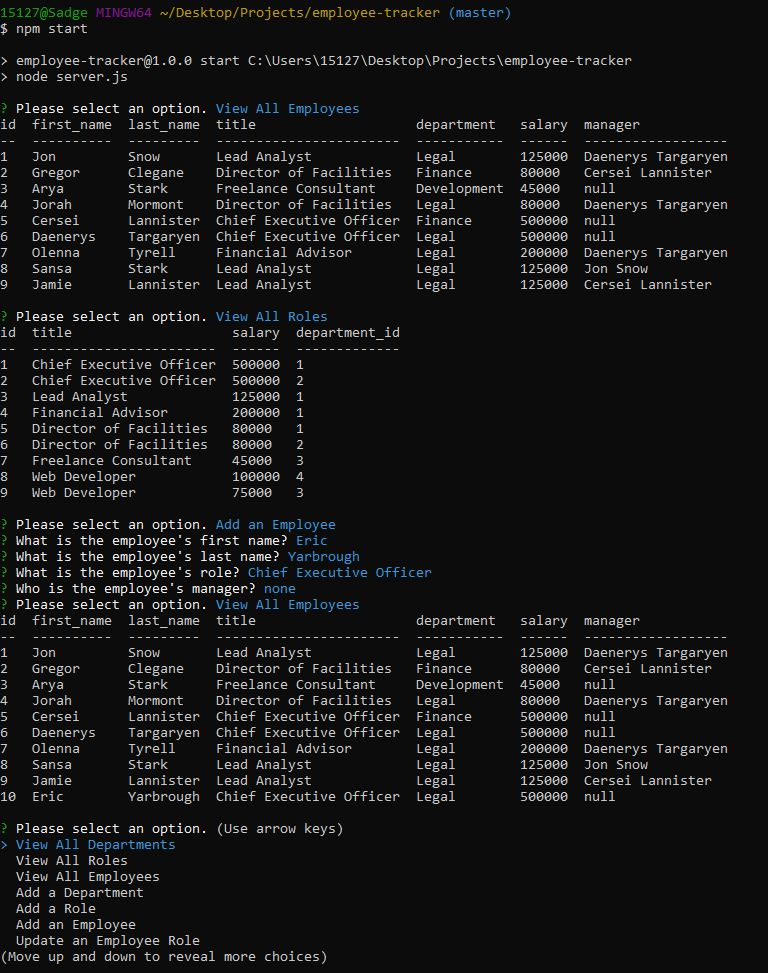 15127@Sadge MINGW64 ~/Desktop/Projects/employee-tracker (master)
$ npm start

> employee-tracker@1.0.0 start C:\Users\15127\Desktop\Projects\employee-tracker
> node server.js

? Please select an option. View All Employees
id  first_name  last_name  title                    department   salary  manager
--  ----------  ---------  -----------------------  -----------  ------  ------------------
1   Jon         Snow       Lead Analyst             Legal        125000  Daenerys Targaryen
2   Gregor      Clegane    Director of Facilities   Finance      80000   Cersei Lannister
3   Arya        Stark      Freelance Consultant     Development  45000   null
4   Jorah       Mormont    Director of Facilities   Legal        80000   Daenerys Targaryen
5   Cersei      Lannister  Chief Executive Officer  Finance      500000  null
6   Daenerys    Targaryen  Chief Executive Officer  Legal        500000  null
7   Olenna      Tyrell     Financial Advisor        Legal        200000  Daenerys Targaryen
8   Sansa       Stark      Lead Analyst             Legal        125000  Jon Snow
9   Jamie       Lannister  Lead Analyst             Legal        125000  Cersei Lannister

? Please select an option. View All Roles
id  title                    salary  department_id
--  -----------------------  ------  -------------
1   Chief Executive Officer  500000  1
2   Chief Executive Officer  500000  2
3   Lead Analyst             125000  1
4   Financial Advisor        200000  1
5   Director of Facilities   80000   1
6   Director of Facilities   80000   2
7   Freelance Consultant     45000   3
8   Web Developer            100000  4
9   Web Developer            75000   3

? Please select an option. Add an Employee
? What is the employee's first name? Eric
? What is the employee's last name? Yarbrough
? What is the employee's role? Chief Executive Officer
? Who is the employee's manager? none
? Please select an option. View All Employees
id  first_name  last_name  title                    department   salary  manager
--  ----------  ---------  -----------------------  -----------  ------  ------------------
1   Jon         Snow       Lead Analyst             Legal        125000  Daenerys Targaryen
2   Gregor      Clegane    Director of Facilities   Finance      80000   Cersei Lannister
3   Arya        Stark      Freelance Consultant     Development  45000   null
4   Jorah       Mormont    Director of Facilities   Legal        80000   Daenerys Targaryen
5   Cersei      Lannister  Chief Executive Officer  Finance      500000  null
6   Daenerys    Targaryen  Chief Executive Officer  Legal        500000  null
7   Olenna      Tyrell     Financial Advisor        Legal        200000  Daenerys Targaryen
8   Sansa       Stark      Lead Analyst             Legal        125000  Jon Snow
9   Jamie       Lannister  Lead Analyst             Legal        125000  Cersei Lannister
10  Eric        Yarbrough  Chief Executive Officer  Legal        500000  null

? Please select an option. (Use arrow keys)
> View All Departments
  View All Roles
  View All Employees
  Add a Department
  Add a Role
  Add an Employee
  Update an Employee Role
(Move up and down to reveal more choices)